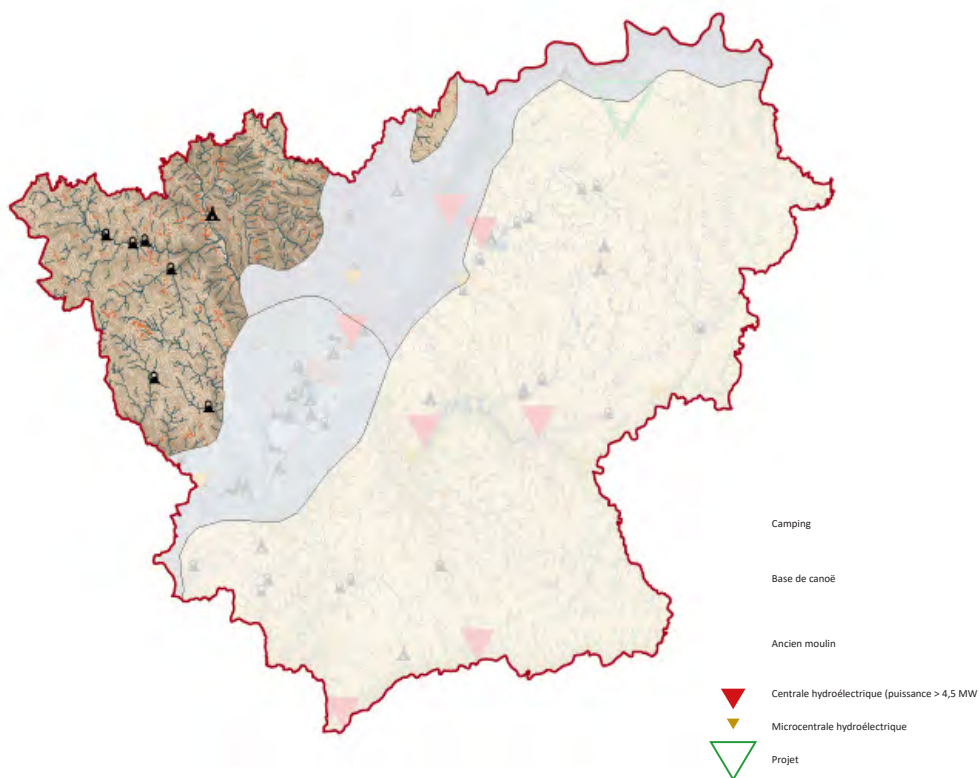 Camping
Base de canoë
Ancien moulin
Centrale hydroélectrique (puissance > 4,5 MW
Microcentrale hydroélectrique
Projet